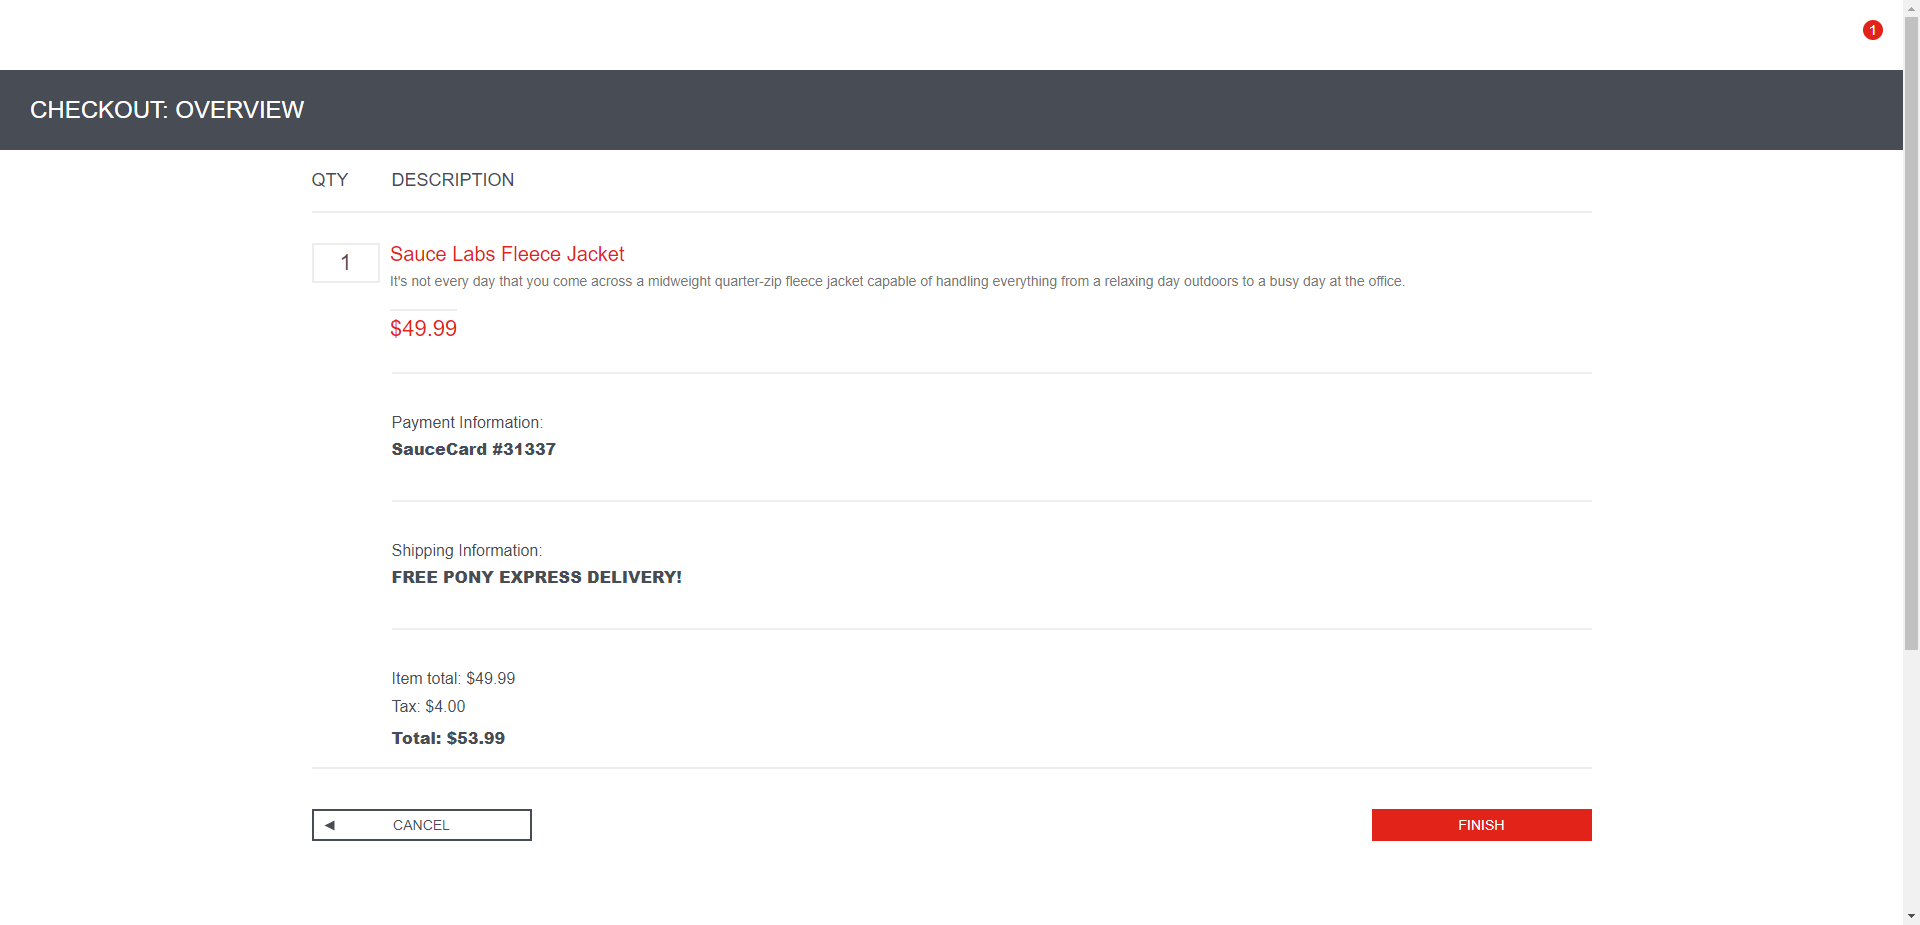 1
CHECKOUT: OVERVIEW
QTY DESCRIPTION
1 Sauce Labs Fleece Jacket
It's not every day that you come across a midweight quarter-zip fleece jacket capable of handling everything from a relaxing day outdoors to a busy day at the office.
$49.99
Payment Information:
SauceCard #31337
Shipping Information:
FREE PONY EXPRESS DELIVERY!
Item total: $49.99
Tax: $4.00
Total: $53.99
CANCEL FINISH